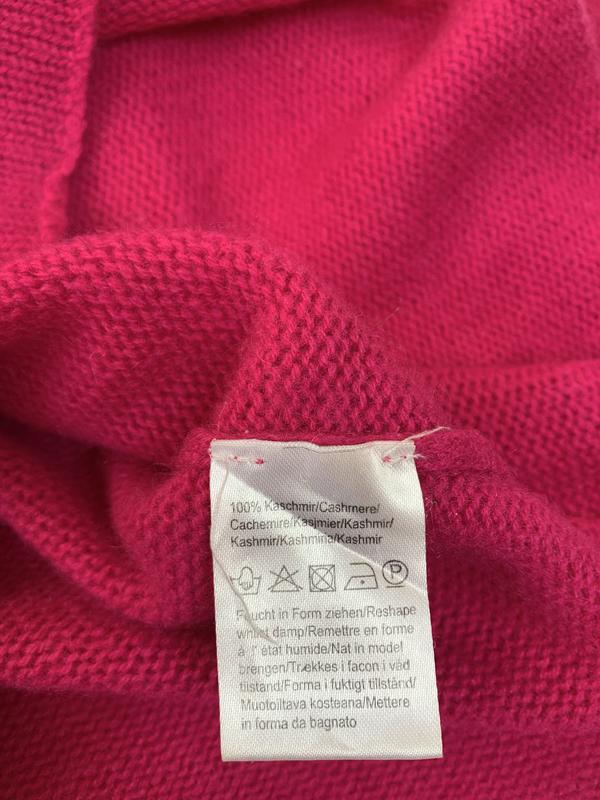 100% Kaschmir/Cashmere/
Cachemire/Kasjmier/Kashmir/
Kashmir/Kashmina/Kashmir
P
Feucht in Form ziehen/Reshape
whilst damp/Remettre en forme
à l' état humide/Nat in model
brengen/Trækkes i facon i våd
tilstand/Forma i fuktigt tillstånd/
Muotoiltava kosteana/Mettere
in forma da bagnato